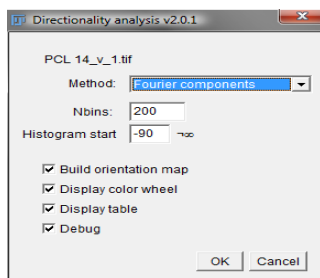 Directionality analysis v2.0.1
PCL 14_v_1.tif
Method: Fourier components
Nbins: 200
Histogram start -90 ¬∞
Build orientation map
Display color wheel
Display table
Debug
OK Cancel